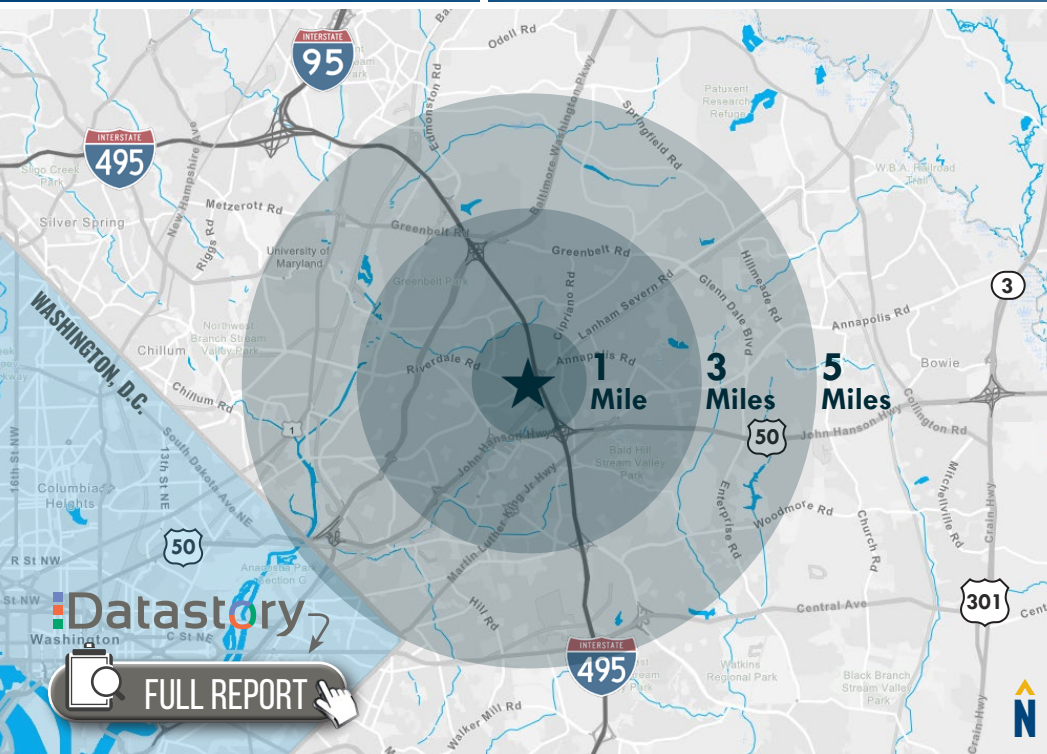 Odell Rd
INTERSTATE
95
Edmonston Rd
Baltimore Washington Pkwy
Springfield Rd
Patuxent
Research
Refuge
INTERSTATE
495
Sligo Creek
Park
New Hampshire Ave
W.B.A. Railroad
Trail
Metzerott Rd
Silver Spring
Riggs Rd
Greenbelt Rd
University of
Maryland
Greenbelt Rd
Greenbelt Park
Cipriano Rd
Lanham Severn Rd
Glenn Dale Blvd
Hillmeade Rd
3
WASHINGTON, D.C.
Northwest
Branch Stream
Valley Park
Chillum
Annapolis Rd
Riverdale Rd
Annapolis Rd
Bowie
1
Mile
3
Miles
5
Miles
Chillum Rd
Collington Rd
1
John Hanson Hwy
50
John Hanson Hwy
16th St NW
South Dakota Ave NE
13th St NE
Bald Hill
Stream Valley
Park
Columbia
Heights
Martin Luther King Jr Hwy
Enterprise Rd
Woodmore Rd
Church Rd
Mitchellville Rd
Crain Hwy
50
R St NW
Anacostia Park
Section G
St NW
Datastory
Hill Rd
Central Ave
301
Cent
Washington
C St NE
INTERSTATE
495
Watkins
Regional Park
Black Branch
Stream Valley
Park
FULL REPORT
Walker Mill Rd
Crain Hwy
N